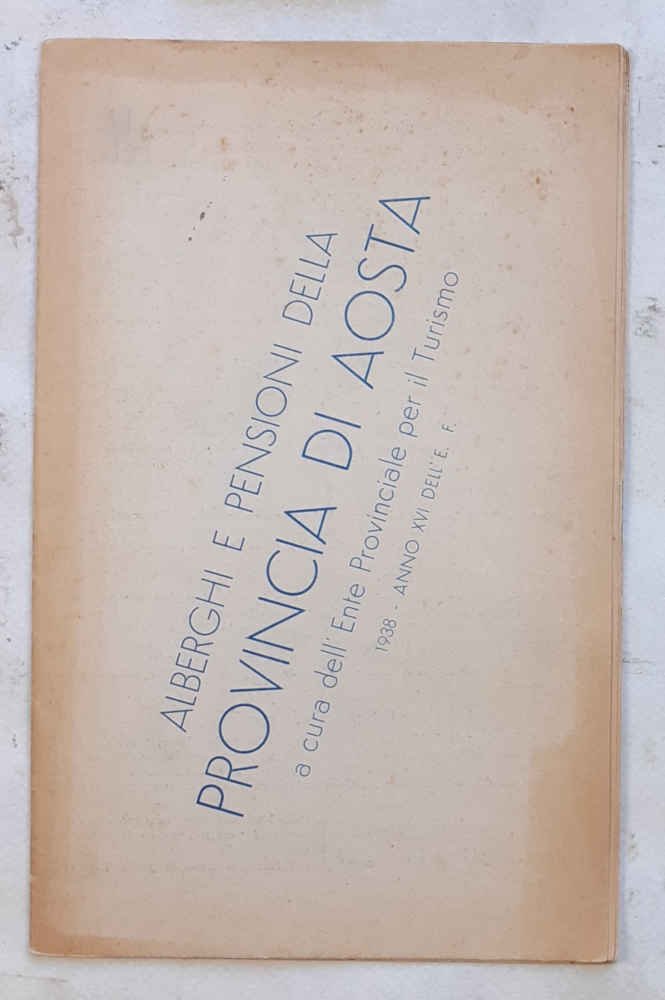 ALBERGHI E PENSIONI DELLA
PROVINCIA DI AOSTA
a cura dell' Ente Provinciale per il Turismo
1938 - ANNO XVI DELL'E. F.